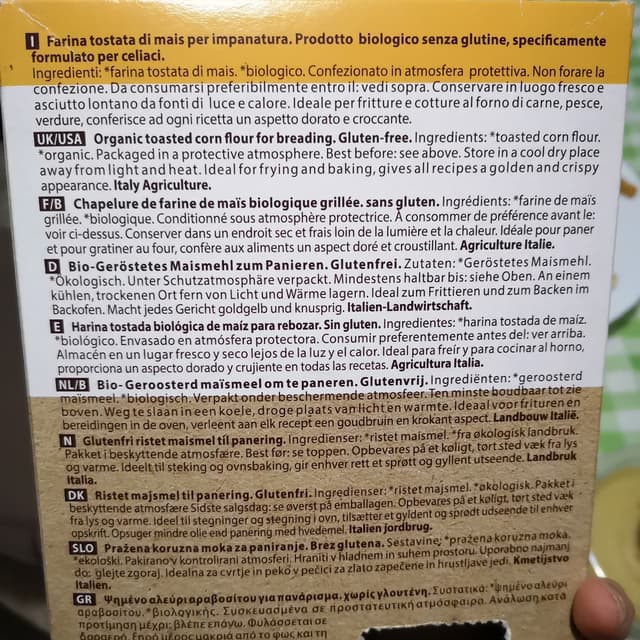 I Farina tostata di mais per impanatura. Prodotto biologico senza glutine, specificamente
formulato per celiaci.
Ingredienti: *farina tostata di mais. *biologico. Confezionato in atmosfera protettiva. Non forare la
confezione. Da consumarsi preferibilmente entro il: vedi sopra. Conservare in luogo fresco e
asciutto lontano da fonti di luce e calore. Ideale per fritture e cotture al forno di carne, pesce,
verdure, conferisce ad ogni ricetta un aspetto dorato e croccante.
UK/USA Organic toasted corn flour for breading. Gluten-free. Ingredients: *toasted corn flour.
*organic. Packaged in a protective atmosphere. Best before: see above. Store in a cool dry place
away from light and heat. Ideal for frying and baking, gives all recipes a golden and crispy
appearance. Italy Agriculture.
F/B Chapelure de farine de maïs biologique grillée. sans gluten. Ingrédients: *farine de maïs
grillée. *biologique. Conditionné sous atmosphère protectrice. À consommer de préférence avant le:
voir ci-dessus. Conserver dans un endroit sec et frais loin de la lumière et la chaleur. Idéale pour paner
et pour gratiner au four, confère aux aliments un aspect doré et croustillant. Agriculture Italie.
D Bio-Geröstetes Maismehl zum Panieren. Glutenfrei. Zutaten: *Geröstetes Maismehl.
*Ökologisch. Unter Schutzatmosphäre verpackt. Mindestens haltbar bis: siehe Oben. An einem
kühlen, trockenen Ort fern von Licht und Wärme lagern. Ideal zum Frittieren und zum Backen im
Backofen. Macht jedes Gericht goldgelb und knusprig. Italien-Landwirtschaft.
E Harina tostada biológica de maíz para rebozar. Sin gluten. Ingredientes: *harina tostada de maíz.
*biológico. Envasado en atmósfera protectora. Consumir preferentemente antes del: ver arriba.
Almacén en un lugar fresco y seco lejos de la luz y el calor. Ideal para freír y para cocinar al horno,
proporciona un aspecto dorado y crujiente en todas las recetas. Agricultura Italia.
NL/B Bio-Geroosterd maïsmeel om te paneren. Glutenvrij. Ingrediënten: *geroosterd
maïsmeel. *biologisch. Verpakt onder beschermende atmosfeer. Ten minste houdbaar tot zie
boven. Weg te slaan in een koele, droge plaats van licht en warmte. Ideaal voor frituren en
bereidingen in de oven, verleent aan elk recept een goudbruin en krokant aspect. Landbouw Italië.
N Glutenfri ristet maismel til panering. Ingredienser: *ristet maismel. *fra økologisk landbruk.
Pakket i beskyttende atmosfære. Best før: se toppen. Opbevares på et køligt, tørt sted væk fra lys
og varme. Ideelt til steking og ovnsbaking, gir enhver rett et sprøtt og gyllent utseende. Landbruk
Italia.
DK Ristet majsmel til panering. Glutenfri. Ingredienser: *ristet majsmel. *økologisk. Pakket i
beskyttende atmosfære Sidste salgsdag: se øverst på emballagen. Opbevares på et køligt, tørt sted væk
fra lys og varme. Ideel til stegninger og stegning i ovn, tilsætter et gyldent og sprødt udseende til enhver
opskrift. Opsuger mindre olie end panering med hvedemel. Italien jordbrug.
SLO Pražena koruzna moka za paniranje. Brez glutena. Sestavine: *pražena koruzna moka.
*ekološki. Pakirano v kontrolirani atmosferi. Hraniti v hladnem in suhem prostoru. Uporabno najmanj
do: glejte zgoraj. Idealna za cvrtje in peko v pečici za zlato zapečene in hrustljave jedi. Kmetijstvo
Italien.
GR Ψημένο αλεύρι αραβοσίτου για πανάρισμα, χωρίς γλουτένη. Συστατικά: *ψημένο αλεύρι
αραβοσίτου. *βιολογικής. Συσκευασμένο σε προστατευτική ατμόσφαιρα. Ανάλωση κατά
προτίμηση μέχρι: βλέπε επάνω. Φυλάσσεται σε
δροσερό, ξηρό μέρος μακριά από το φως και τη